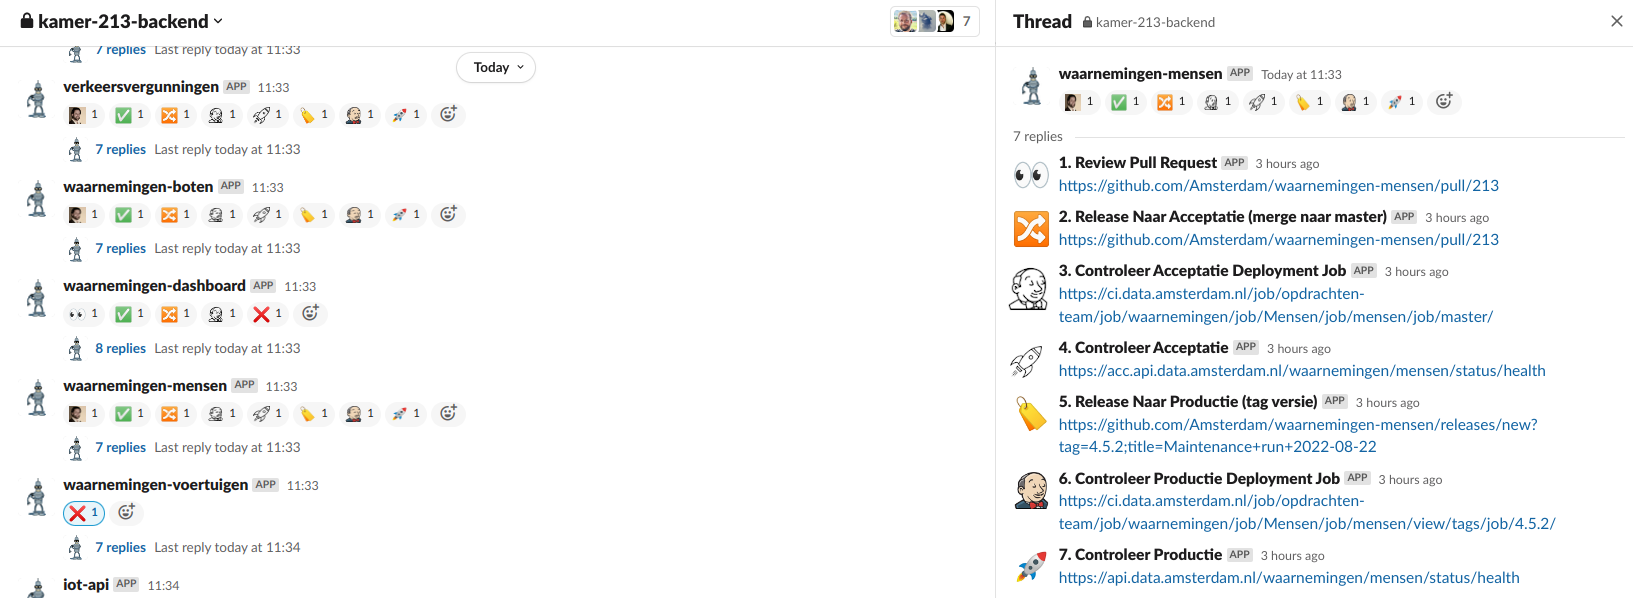 kamer-213-backend
7
7 replies Last reply today at 11:33
Today
verkeersvergunningen APP 11:33
1 1 1 1 1 1 1 1
7 replies Last reply today at 11:33
waarnemingen-boten APP 11:33
1 1 1 1 1 1 1 1
7 replies Last reply today at 11:33
waarnemingen-dashboard APP 11:33
1 1 1 1 1
8 replies Last reply today at 11:33
waarnemingen-mensen APP 11:33
1 1 1 1 1 1 1 1
7 replies Last reply today at 11:33
waarnemingen-voertuigen APP 11:33
1
7 replies Last reply today at 11:34
iot-api APP 11:34
Thread kamer-213-backend
waarnemingen-mensen APP Today at 11:33
1 1 1 1 1 1 1 1
7 replies
1. Review Pull Request APP 3 hours ago
https://github.com/Amsterdam/waarnemingen-mensen/pull/213
2. Release Naar Acceptatie (merge naar master) APP 3 hours ago
https://github.com/Amsterdam/waarnemingen-mensen/pull/213
3. Controleer Acceptatie Deployment Job APP 3 hours ago
https://ci.data.amsterdam.nl/job/opdrachten-
team/job/waarnemingen/job/Mensen/job/mensen/job/master/
4. Controleer Acceptatie APP 3 hours ago
https://acc.api.data.amsterdam.nl/waarnemingen/mensen/status/health
5. Release Naar Productie (tag versie) APP 3 hours ago
https://github.com/Amsterdam/waarnemingen-mensen/releases/new?
tag=4.5.2;title=Maintenance+run+2022-08-22
6. Controleer Productie Deployment Job APP 3 hours ago
https://ci.data.amsterdam.nl/job/opdrachten-
team/job/waarnemingen/job/Mensen/job/mensen/view/tags/job/4.5.2/
7. Controleer Productie APP 3 hours ago
https://api.data.amsterdam.nl/waarnemingen/mensen/status/health